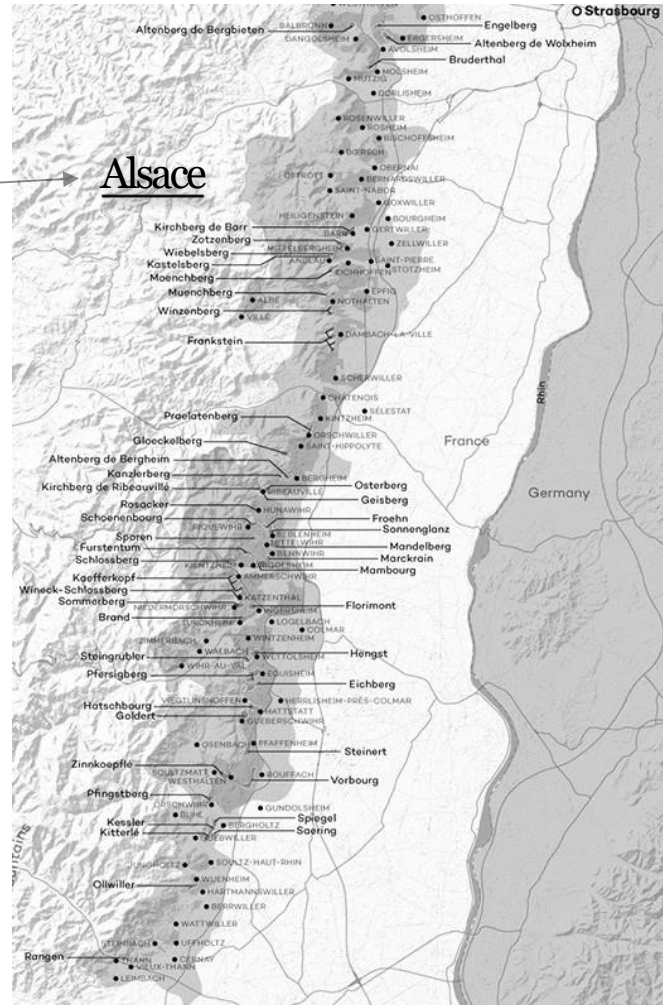 OSTHOFFEN
Strasbourg
BALBRONN
Engelberg
Altenberg de Bergbieten
DANGOLSHEIM
ERGERSHEIM
Altenberg de Wolxheim
AVOLSHEIM
Bruderthal
MOLSHEIM
MUTZIG
DORLISHEIM
ROSENWILLER
ROSHEIM
BISCHOFFSHEIM
BŒRSCH
Alsace
OBERNAI
OTTROTT
BERNARDSWILLER
SAINT-NABOR
GOXWILLER
HEILIGENSTEIN
BOURGHEIM
Kirchberg de Barr
BARR
GERTWILLER
Zotzenberg
ZELLWILLER
MITTELBERGHEIM
Wiebelsberg
ANDLAU
SAINT-PIERRE
Kastelsberg
EICHHOFFEN
STOTZHEIM
Moenchberg
Muenchberg
ALBÉ
EPFIG
NOTHALTEN
Winzenberg
VILLÉ
DAMBACH-LA-VILLE
Frankstein
SCHERWILLER
CHÂTENOIS
SÉLESTAT
Praelatenberg
KINTZHEIM
ORSCHWILLER
Rhin
France
Gloeckelberg
SAINT-HIPPOLYTE
Altenberg de Bergheim
Kanzlerberg
BERGHEIM
Germany
Kirchberg de Ribeauvillé
RIBEAUVILLÉ
Osterberg
Geisberg
Rosacker
HUNAWIHR
Schoenenbourg
Froehn
RIQUEWIHR
Sonnenglanz
Sporen
BEBLENHEIM
MITTELWIHR
Mandelberg
Furstentum
BENNWIHR
Schlossberg
Marckrain
KIENTZHEIM
SIGOLSHEIM
Mambourg
Kaefferkopf
AMMERSCHWIHR
Wineck-Schlossberg
KATZENTHAL
Sommerberg
NIEDERMORSCHWIHR
Florimont
INGERSHEIM
Brand
TURCKHEIM
LOGELBACH
COLMAR
ZIMMERBACH
WINTZENHEIM
WALBACH
Hengst
Steingrubler
WETTOLSHEIM
WIHR-AU-VAL
Pfersigberg
EGUISHEIM
Eichberg
VŒGTLINSHOFFEN
HERRLISHEIM-PRÈS-COLMAR
Hatschbourg
HATTSTATT
Goldert
GUEBERSCHWIHR
OSENBACH
PFAFFENHEIM
Steinert
Zinnkoepflé
SOULTZMATT
ROUFFACH
WESTHALTEN
Vorbourg
Pfingstberg
ORSCHWIHR
GUNDOLSHEIM
BUHL
Spiegel
Kessler
BERGHOLTZ
Kitterlé
Saering
GUEBWILLER
SOULTZ-HAUT-RHIN
JUNGHOLTZ
WUENHEIM
Ollwiller
HARTMANNSWILLER
BERRWILLER
WATTWILLER
STEINBACH
UFFHOLTZ
Rangen
THANN
CERNAY
VIEUX-THANN
LEIMBACH